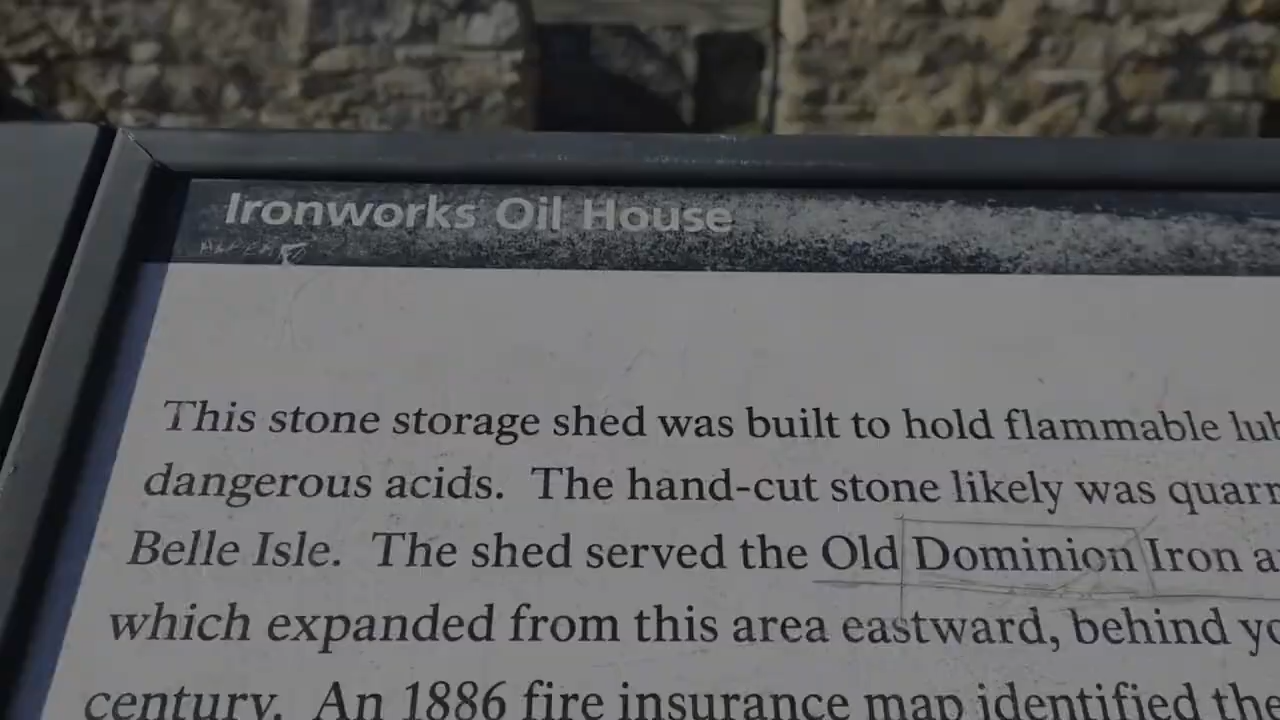 Ironworks Oil House
This stone storage shed was built to hold flammable
dangerous acids. The hand-cut stone likely was
Belle Isle. The shed served the Old Dominion Iron
which expanded from this area eastward, behind
century. An 1886 fire insurance map identified the